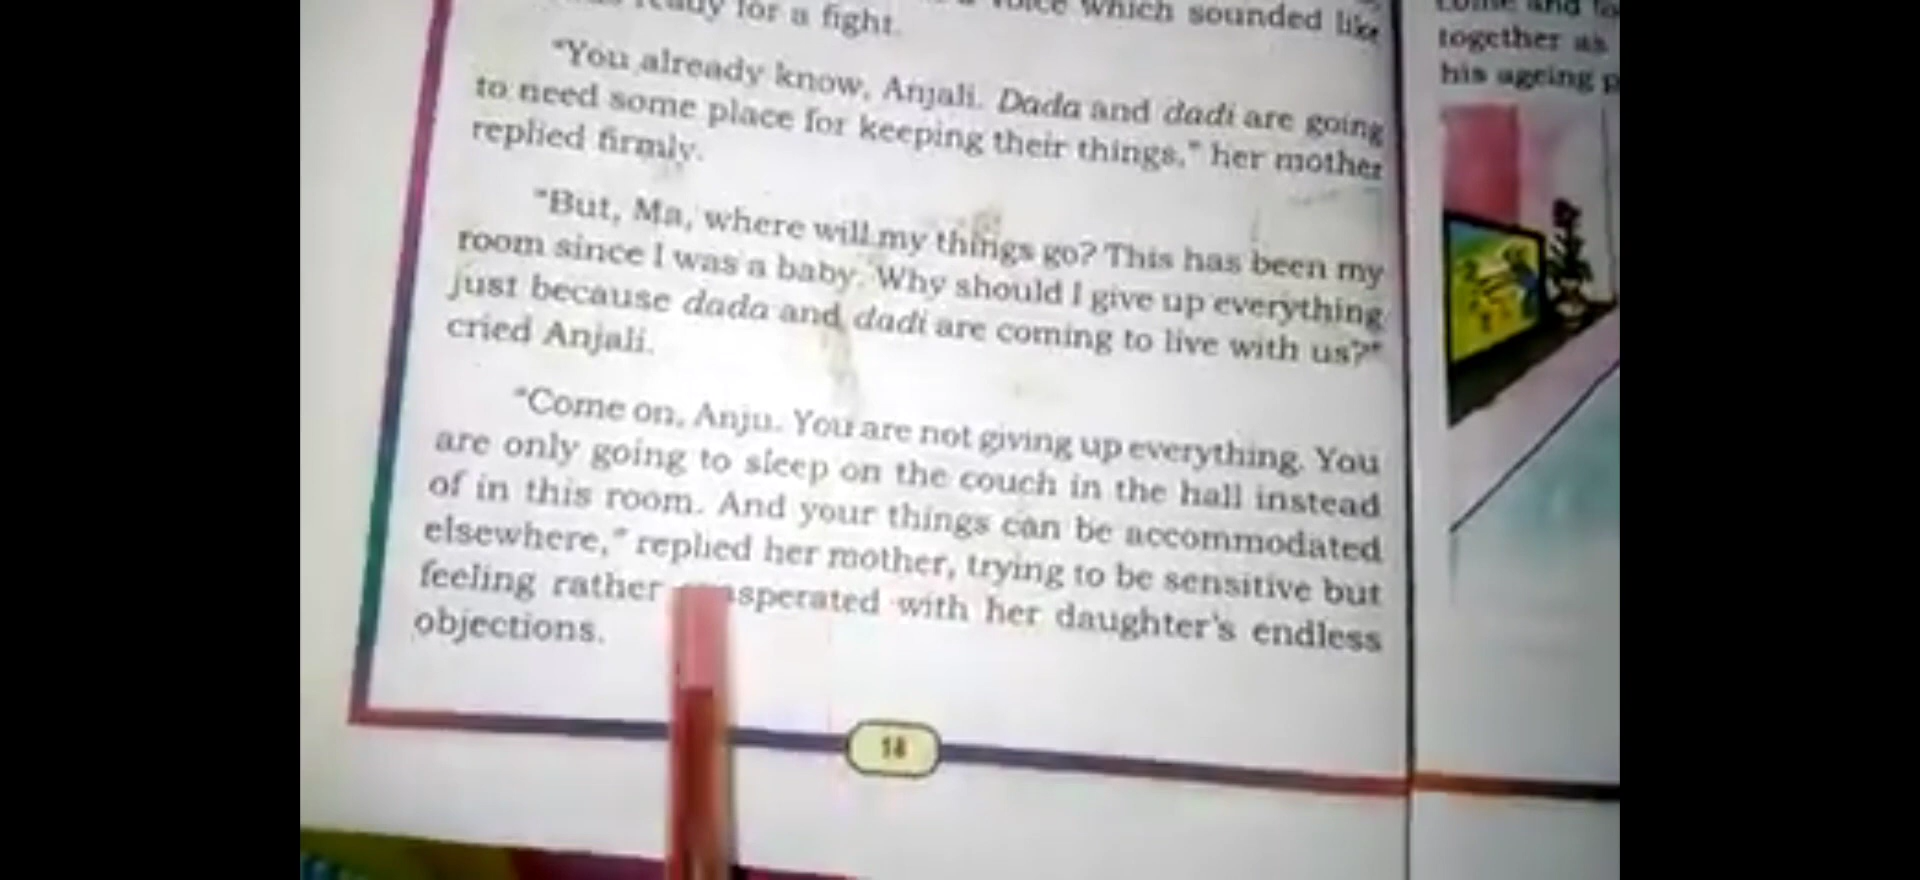 voice which sounded like
ready for a fight.
"You already know, Anjali. Dada and dadi are going
to need some place for keeping their things," her mother
replied firmly.
"But, Ma, where will my things go? This has been my
room since I was a baby. Why should I give up everything
just because dada and dadi are coming to live with us?"
cried Anjali.
"Come on, Anju. You are not giving up everything. You
are only going to sleep on the couch in the hall instead
of in this room. And your things can be accommodated
elsewhere," replied her mother, trying to be sensitive but
feeling rather asperated with her daughter's endless
objections.
18
come and
together as
his ageing